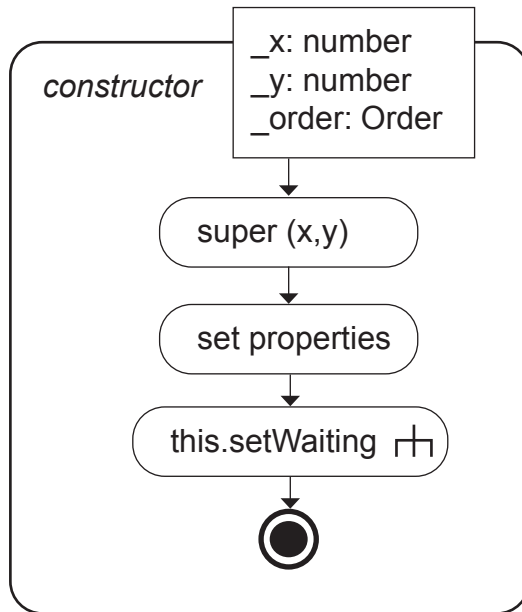 _x: number
_y: number
constructor
_order: Order
super (x,y)
set properties
this.setWaiting